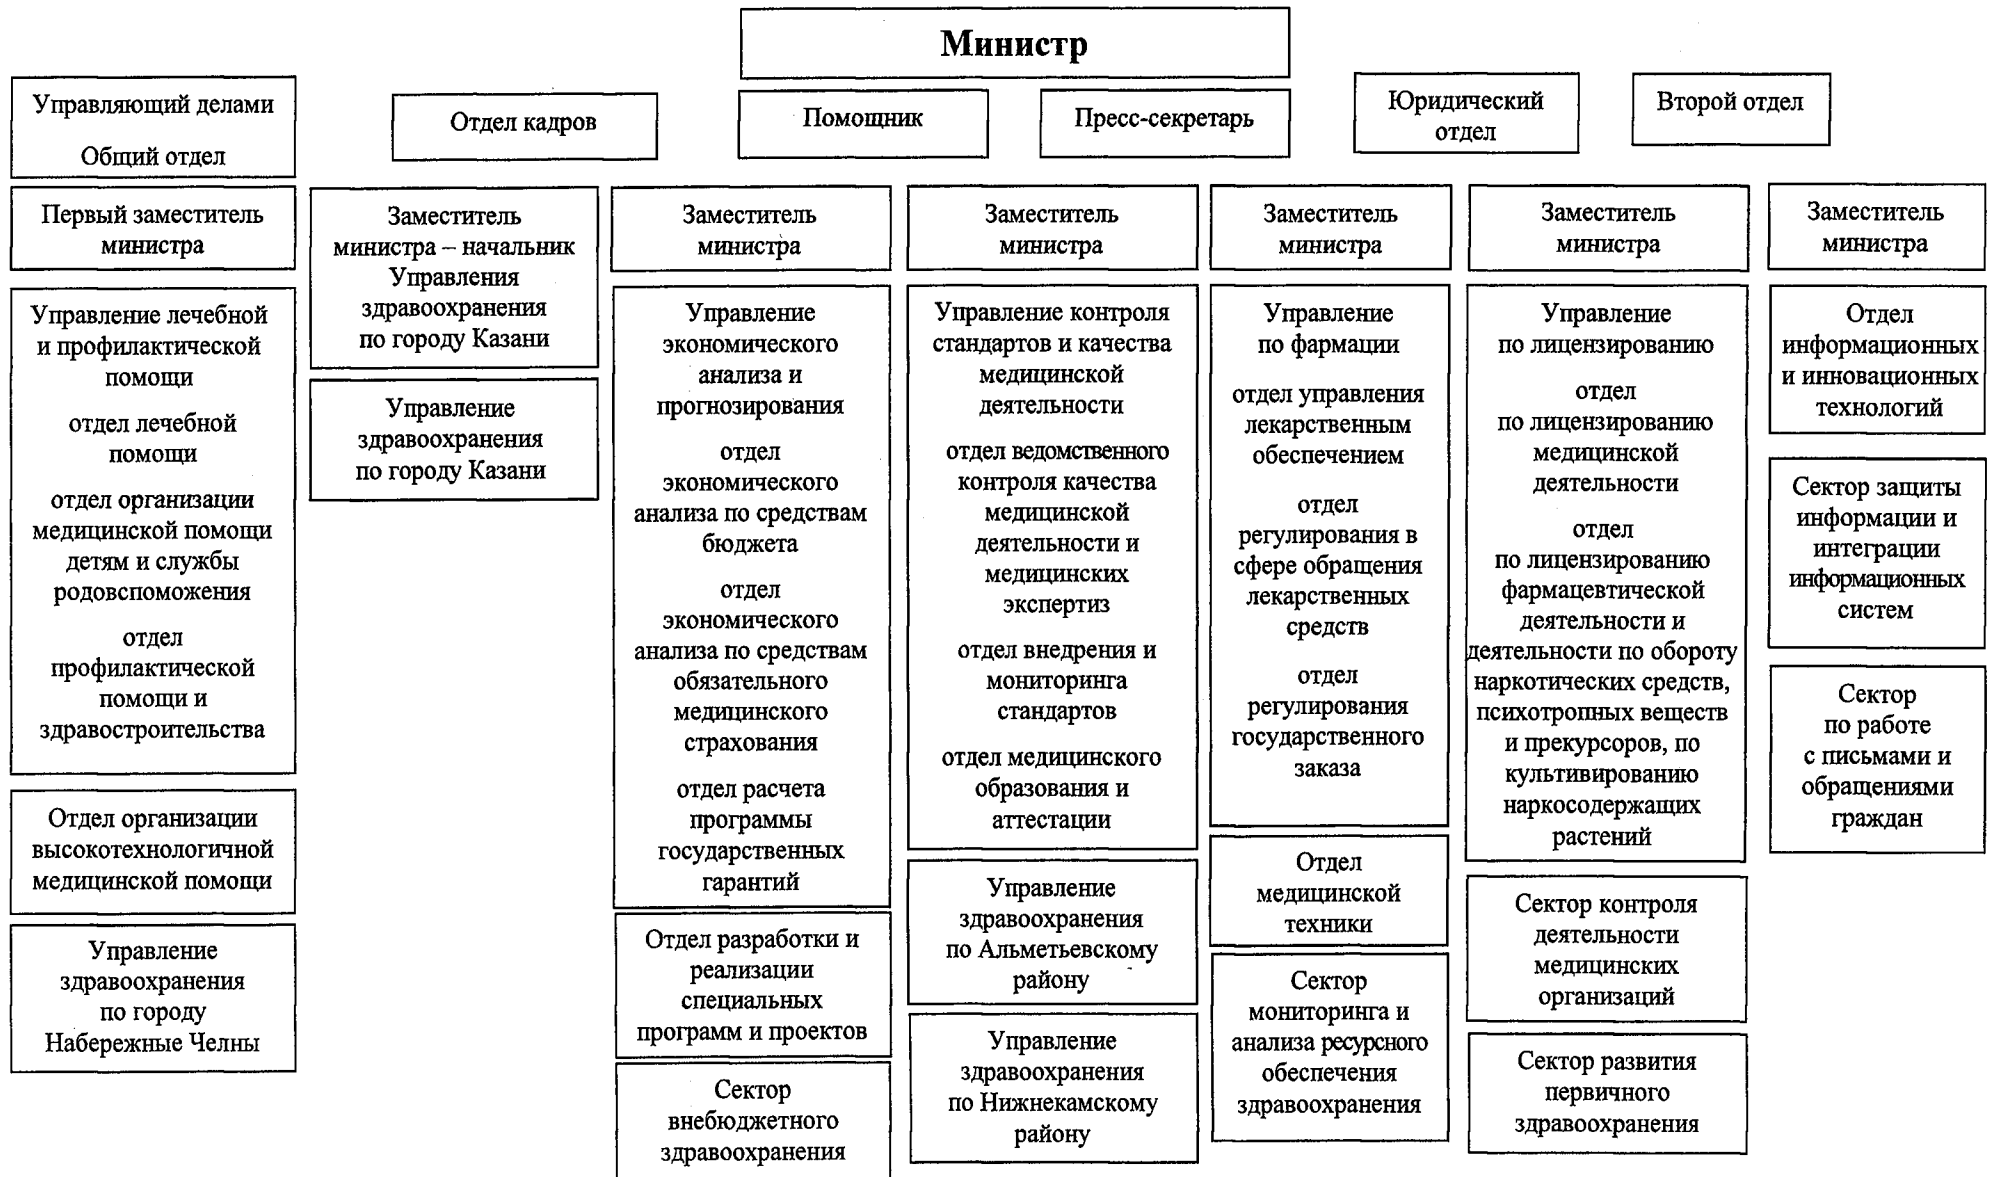 Министр
Управляющий делами
Общий отдел
Отдел кадров
Помощник
Пресс-секретарь
Юридический
отдел
Второй отдел
Первый заместитель
министра
Управление лечебной
и профилактической
помощи
отдел лечебной
помощи
отдел организации
медицинской помощи
детям и службы
родовспоможения
отдел
профилактической
помощи и
здравостроительства
Отдел организации
высокотехнологичной
медицинской помощи
Управление
здравоохранения
по городу
Набережные Челны
Заместитель
министра – начальник
Управления
здравоохранения
по городу Казани
Управление
здравоохранения
по городу Казани
Заместитель
министра
Управление
экономического
анализа и
прогнозирования
отдел
экономического
анализа по средствам
бюджета
отдел
экономического
анализа по средствам
обязательного
медицинского
страхования
отдел расчета
программы
государственных
гарантий
Отдел разработки и
реализации
специальных
программ и проектов
Сектор
внебюджетного
здравоохранения
Заместитель
министра
Управление контроля
стандартов и качества
медицинской
деятельности
отдел ведомственного
контроля качества
медицинской
деятельности и
медицинских
экспертиз
отдел внедрения и
мониторинга
стандартов
отдел медицинского
образования и
аттестации
Управление
здравоохранения
по Альметьевскому
району
Управление
здравоохранения
по Нижнекамскому
району
Заместитель
министра
Управление
по фармации
отдел управления
лекарственным
обеспечением
отдел
регулирования в
сфере обращения
лекарственных
средств
отдел
регулирования
государственного
заказа
Отдел
медицинской
техники
Сектор
мониторинга и
анализа ресурсного
обеспечения
здравоохранения
Заместитель
министра
Управление
по лицензированию
отдел
по лицензированию
медицинской
деятельности
отдел
по лицензированию
фармацевтической
деятельности и
деятельности по обороту
наркотических средств,
психотропных веществ
и прекурсоров, по
культивированию
наркосодержащих
растений
Сектор контроля
деятельности
медицинских
организаций
Сектор развития
первичного
здравоохранения
Заместитель
министра
Отдел
информационных
и инновационных
технологий
Сектор защиты
информации и
интеграции
информационных
систем
Сектор
по работе
с письмами и
обращениями
граждан